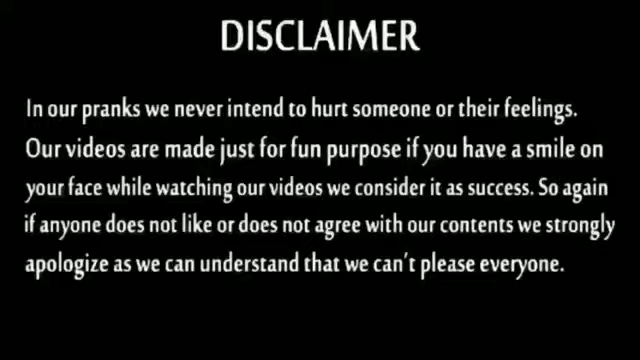 DISCLAIMER
In our pranks we never intend to hurt someone or their feelings.
Our videos are made just for fun purpose if you have a smile on
your face while watching our videos we consider it as success. So again
if anyone does not like or does not agree with our contents we strongly
apologize as we can understand that we can't please everyone.